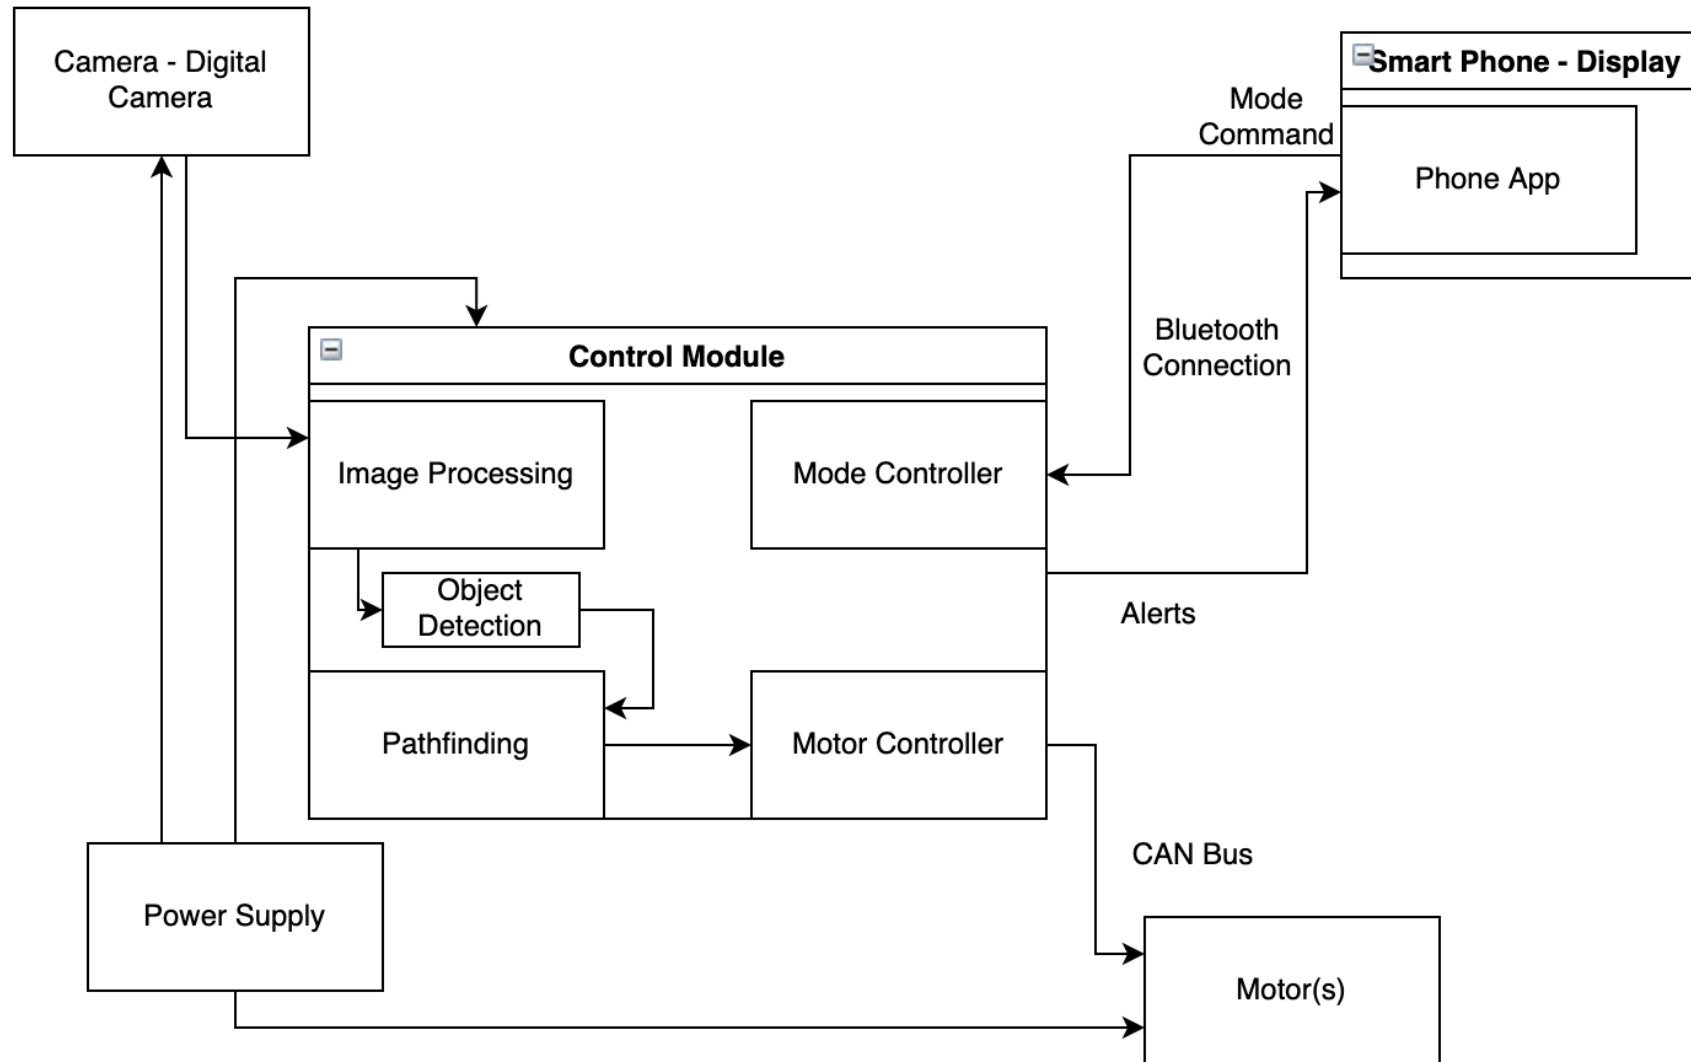 Camera - Digital
Camera
Smart Phone - Display
Mode
Command
Phone App
Bluetooth
Connection
Control Module
Image Processing
Mode Controller
Object
Detection
Alerts
Pathfinding
Motor Controller
CAN Bus
Power Supply
Motor(s)